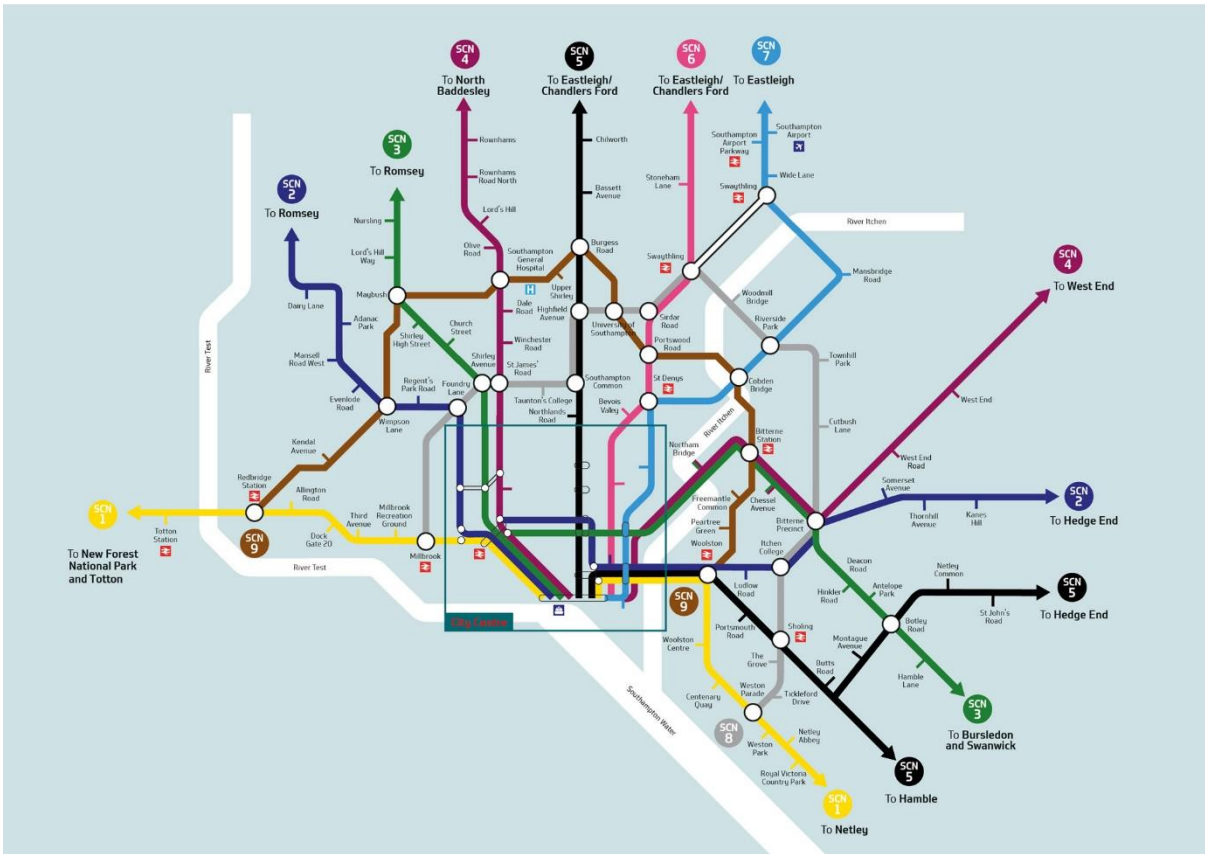 SCN
4
To North
Baddesley
SCN
5
To Eastleigh/
Chandlers Ford
SCN
6
To Eastleigh/
Chandlers Ford
SCN
7
To Eastleigh
SCN
3
To Romsey
SCN
2
To Romsey
Rownhams
Rownhams
Road North
Lord's Hill
Olive
Road
Southampton
General
Hospital
H
Chilworth
Bassett
Avenue
Burgess
Road
Upper
Shirley
Highfield
Avenue
University of
Southampton
Stoneham
Lane
Swaythling
Sirdar
Road
Portswood
Road
St Denys
Bevois
Valley
Southampton
Airport
Southampton
Airport
Parkway
Wide Lane
Swaythling
River Itchen
Mansbridge
Road
Woodmill
Bridge
Riverside
Park
Townhill
Park
Cobden
Bridge
Cutbush
Lane
River Itchen
Nursling
Lord's Hill
Way
Maybush
Dairy Lane
Adanac
Park
Mansell
Road West
Evenlode
Road
River Test
Shirley
High Street
Church
Street
Shirley
Avenue
Dale
Road
Winchester
Road
St James'
Road
Taunton's College
Southampton
Common
Northlands
Road
Regent's
Park Road
Foundry
Lane
Wimpson
Lane
Kendal
Avenue
Redbridge
Station
SCN
9
Allington
Road
Third
Avenue
Dock
Gate 20
Millbrook
Recreation
Ground
Millbrook
SCN
1
Totton
Station
To New Forest
National Park
and Totton
River Test
City Centre
Southampton Water
Northam
Bridge
Bitterne
Station
Chessel
Avenue
Freemantle
Common
Peartree
Green
Woolston
SCN
9
Bitterne
Precinct
Itchen
College
Ludlow
Road
SCN
4
To West End
West End
West End
Road
Somerset
Avenue
Thornhill
Avenue
Kanes
Hill
SCN
2
To Hedge End
Deacon
Road
Hinkler
Road
Antelope
Park
Netley
Common
St John's
Road
SCN
5
To Hedge End
Botley
Road
Montague
Avenue
Butts
Road
Hamble
Lane
SCN
3
To Bursledon
and Swanwick
Portsmouth
Road
Sholing
The
Grove
Tickleford
Drive
Woolston
Centre
Centenary
Quay
Weston
Parade
SCN
8
Weston
Park
Netley
Abbey
Royal Victoria
Country Park
SCN
5
To Hamble
SCN
1
To Netley